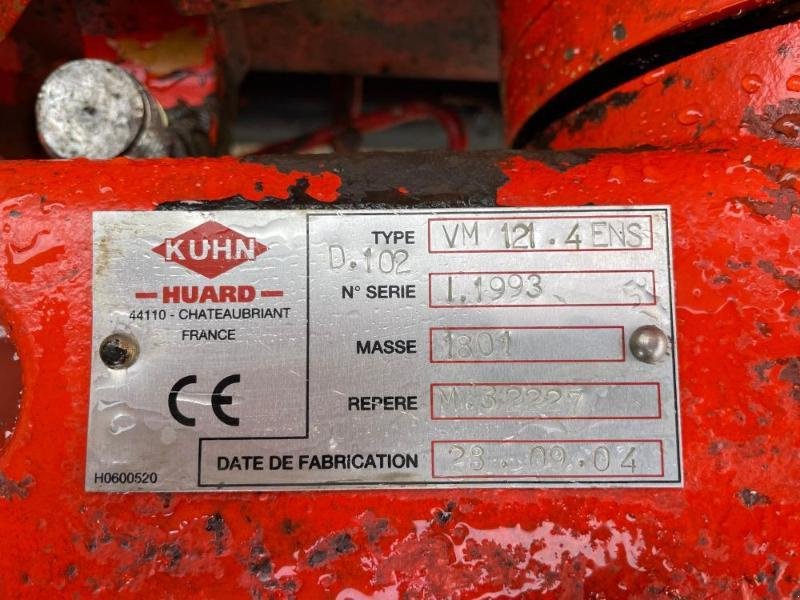 KUHN
HUARD
44110 - CHATEAUBRIANT
FRANCE
CE
H0600520
TYPE VM 121.4 ENS
D.102
N° SERIE I.1993
MASSE 1801
REPERE M.32227
DATE DE FABRICATION 28.09.04